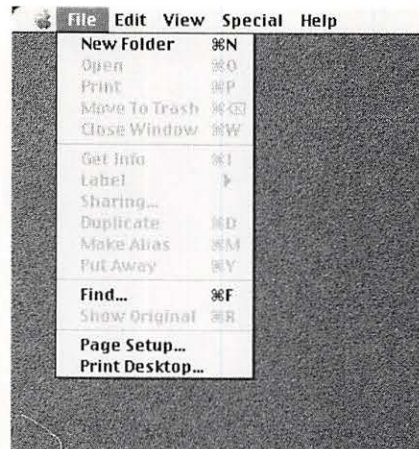 File Edit View Special Help
New Folder ⌘N
Open ⌘O
Print ⌘P
Move To Trash ⌘⌫
Close Window ⌘W
Get Info ⌘I
Label ▶
Sharing...
Duplicate ⌘D
Make Alias ⌘M
Put Away ⌘Y
Find... ⌘F
Show Original ⌘R
Page Setup...
Print Desktop...